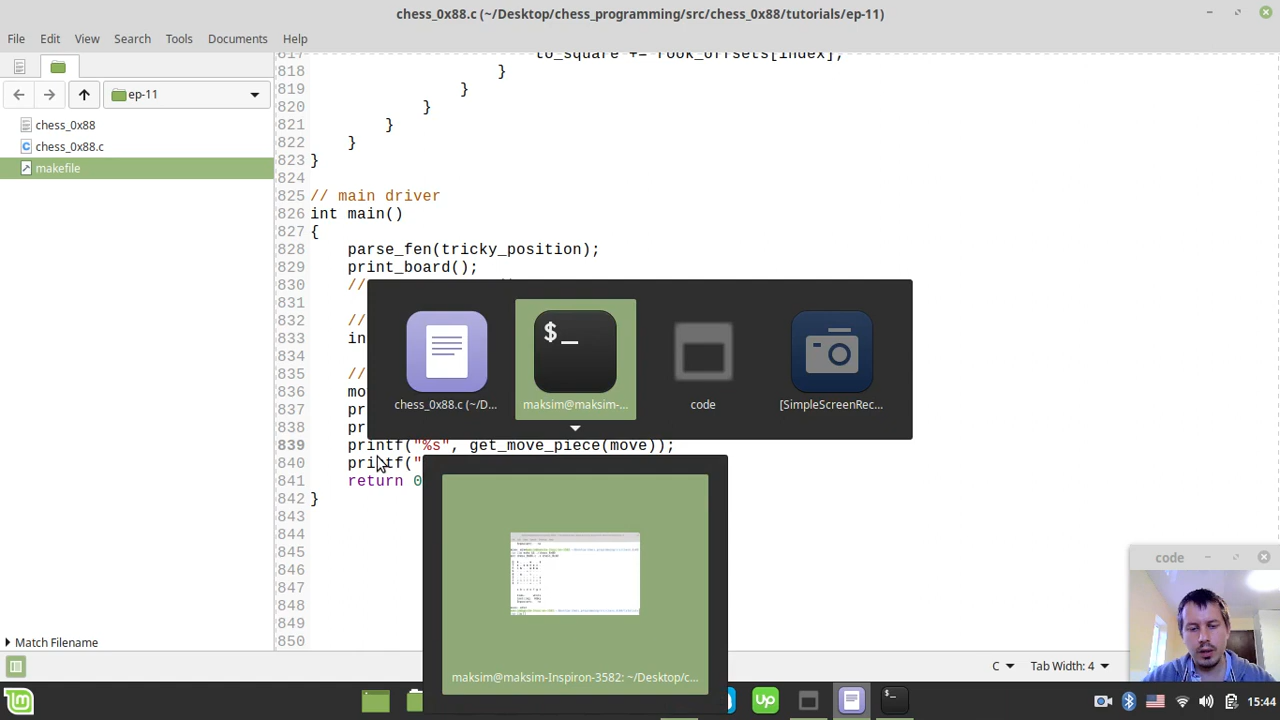 chess_0x88.c (~/Desktop/chess_programming/src/chess_0x88/tutorials/ep-11)
File Edit View Search Tools Documents Help
817 to_square += rook_offsets[index];
818 }
819 }
820 }
821 }
822 }
823 }
824
825 // main driver
826 int main()
827 {
828 parse_fen(tricky_position);
829 print_board();
830 //
831
832 //
833 in
834
835 //
836 mo
837 pr
838 pr
839 printf("%s", get_move_piece(move));
840 printf("
841 return 0
842 }
843
844
845
846
847
848
849
850
ep-11
chess_0x88
chess_0x88.c
makefile
Match Filename
$_
chess_0x88.c (~/D...
maksim@maksim-...
code
[SimpleScreenRec...
maksim@maksim-Inspiron-3582: ~/Desktop/c...
code
C
Tab Width: 4
up
$_
15:44